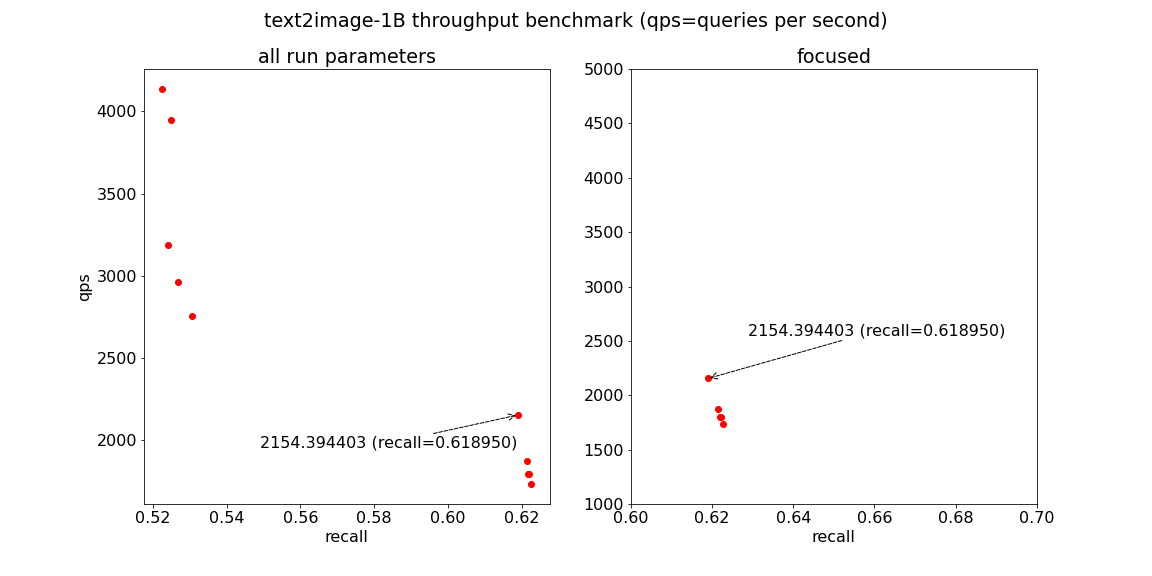 text2image-1B throughput benchmark (qps=queries per second)
all run parameters
qps
4000
3500
3000
2500
2000
2154.394403 (recall=0.618950)
0.52 0.54 0.56 0.58 0.60 0.62
recall
focused
5000
4500
4000
3500
3000
2500
2000
1500
1000
2154.394403 (recall=0.618950)
0.60 0.62 0.64 0.66 0.68 0.70
recall